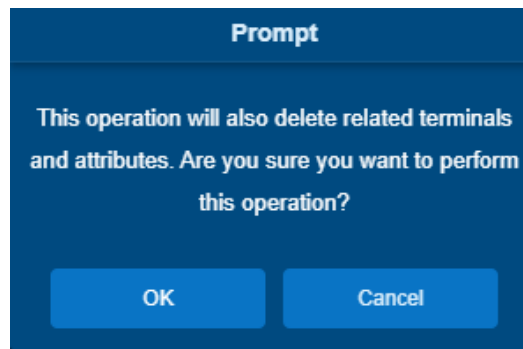 Prompt
This operation will also delete related terminals
and attributes. Are you sure you want to perform
this operation?
OK
Cancel